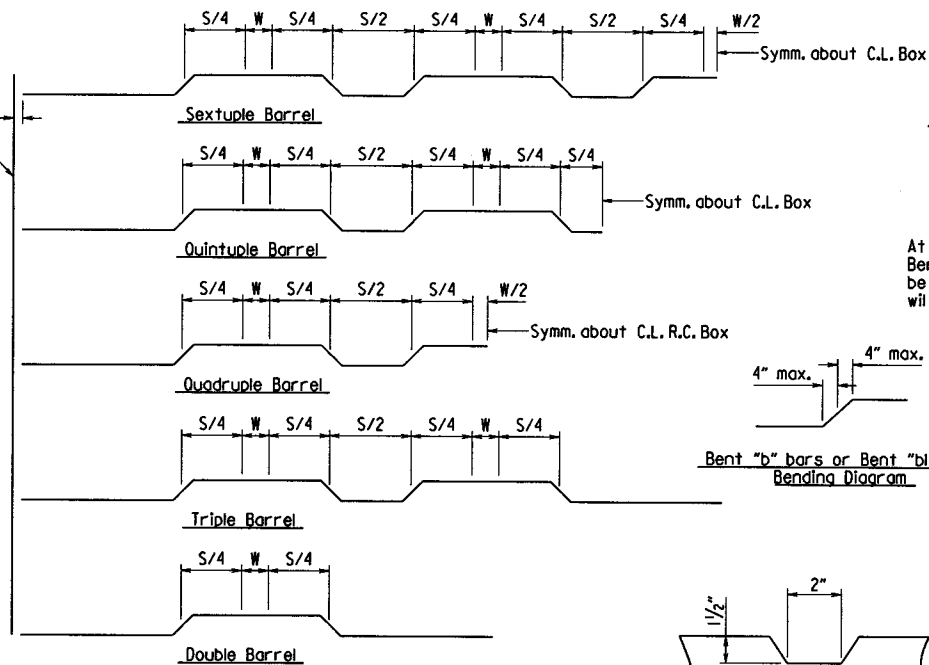 S/4 W S/4 S/2 S/4 W S/4 S/2 S/4 W/2
Symm. about C.L. Box
Sextuple Barrel
S/4 W S/4 S/2 S/4 W S/4 S/4
Symm. about C.L. Box
Quintuple Barrel
At
be
S/4 W S/4 S/2 S/4 W/2
Symm. about C.L. R.C. Box
Quadruple Barrel
4" max.
4" max.
Bent "b" bars or Bent
Bending Diagram
S/4 W S/4 S/2 S/4 W S/4
Triple Barrel
S/4 W S/4
Double Barrel
2"
1½"